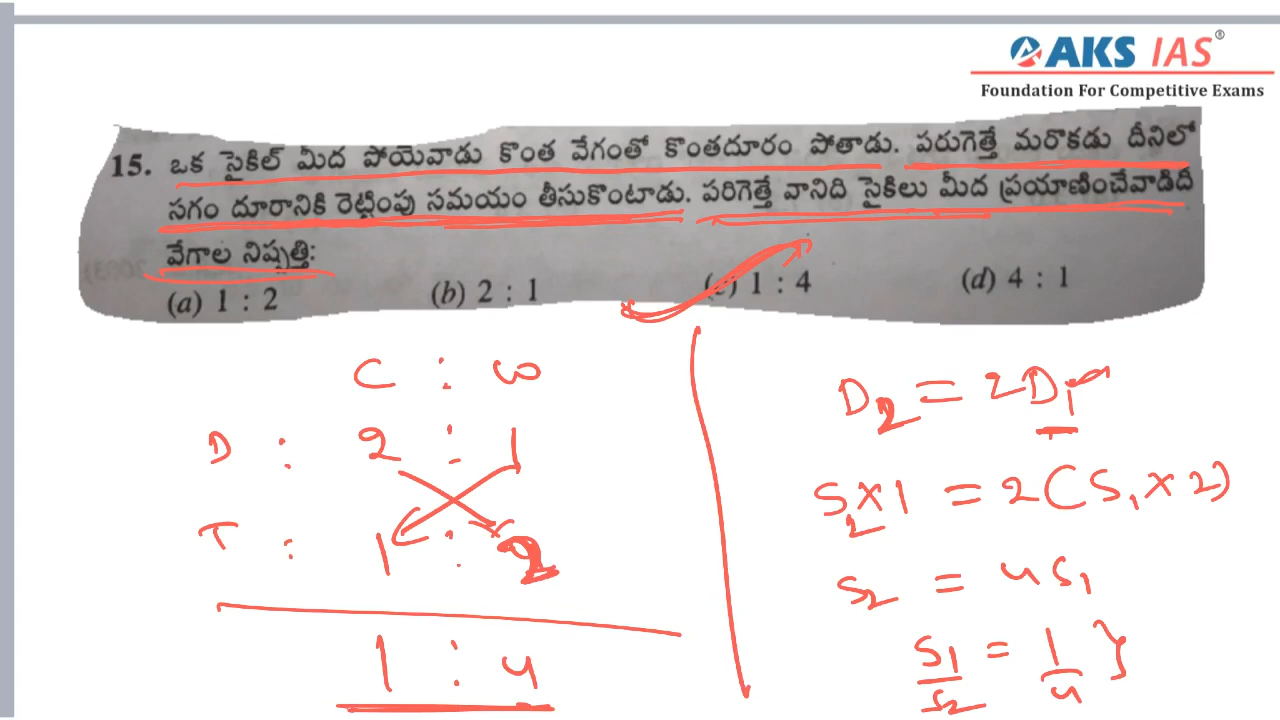 AKS IAS®
Foundation For Competitive Exams
15. ఒక సైకిల్ మీద పోయెవాడు కొంత వేగంతో కొంతదూరం పోతాడు. పరుగెత్తే మరొకడు దీనిలో
సగం దూరానికి రెట్టింపు సమయం తీసుకొంటాడు. పరిగెత్తే వానిది సైకిలు మీద ప్రయాణించేవాడిది
వేగాల నిష్పత్తి:
(a) 1 : 2 (b) 2 : 1 (c) 1 : 4 (d) 4 : 1
C : W
D : 2 : 1
T : 1 : 2
1 : 4
D2 = 2D1
S2 x 1 = 2(S1 x 2)
S2 = 4S1
S1/S2 = 1/4 }